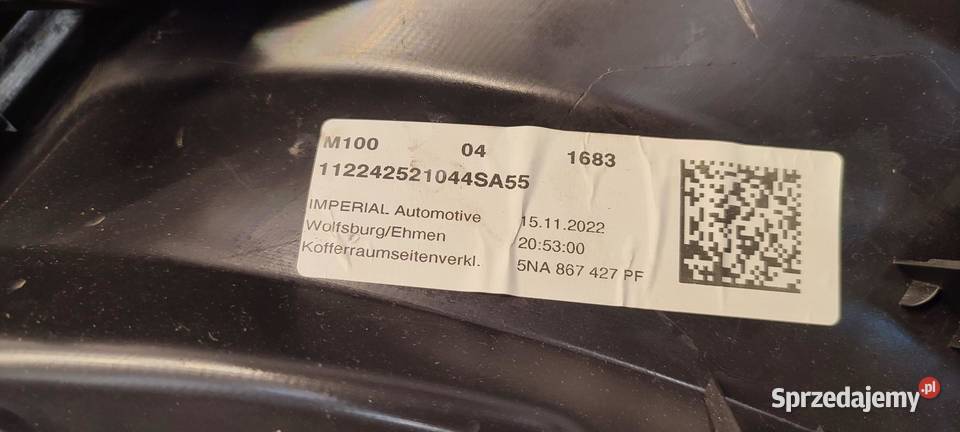 M100 04 1683
112242521044SA55
IMPERIAL Automotive 15.11.2022
Wolfsburg/Ehmen 20:53:00
Kofferraumseitenverkl. 5NA 867 427 PF
Sprzedajemy.pl